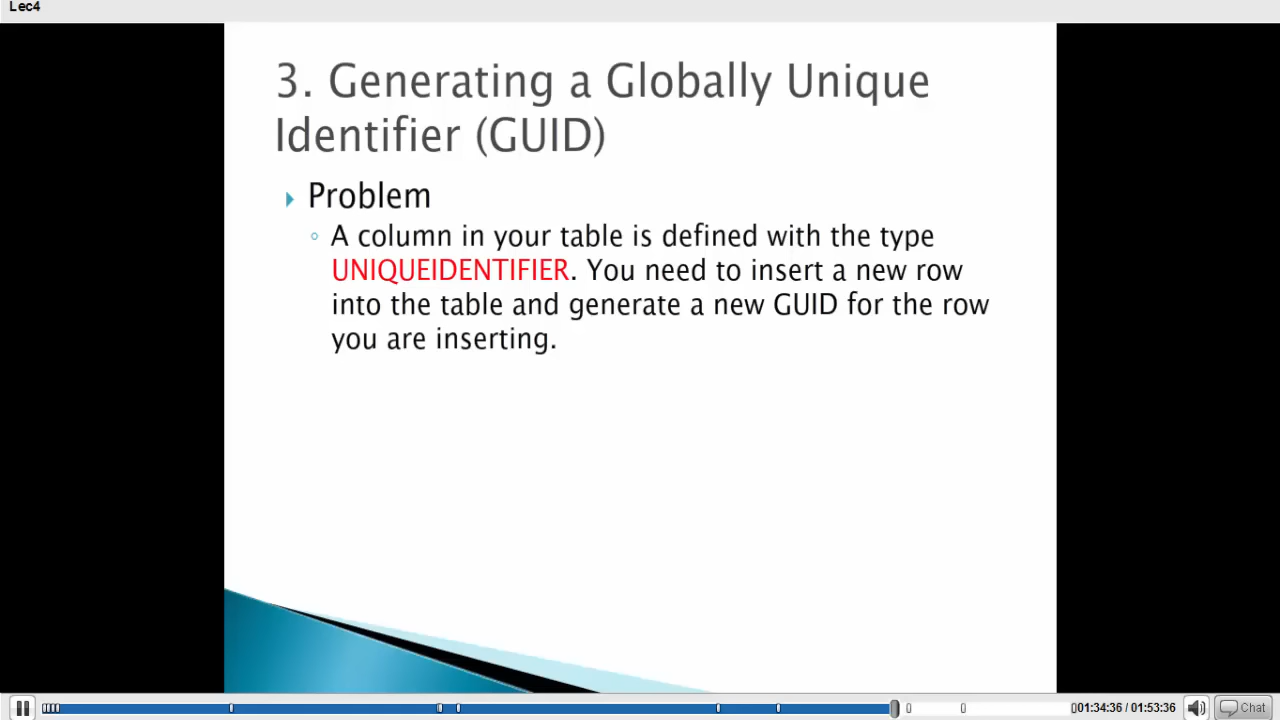 Lec4
3. Generating a Globally Unique
Identifier (GUID)
Problem
A column in your table is defined with the type
UNIQUEIDENTIFIER. You need to insert a new row
into the table and generate a new GUID for the row
you are inserting.
01:34:36 / 01:53:36
Chat